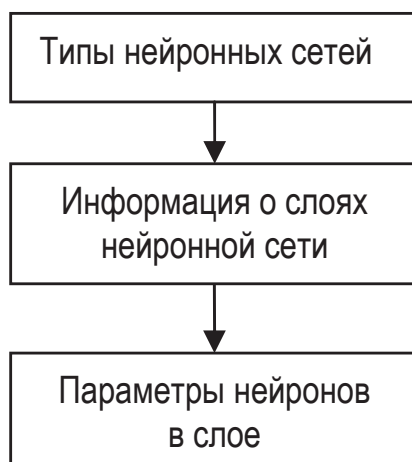 Типы нейронных сетей
Информация о слоях
нейронной сети
Параметры нейронов
в слое